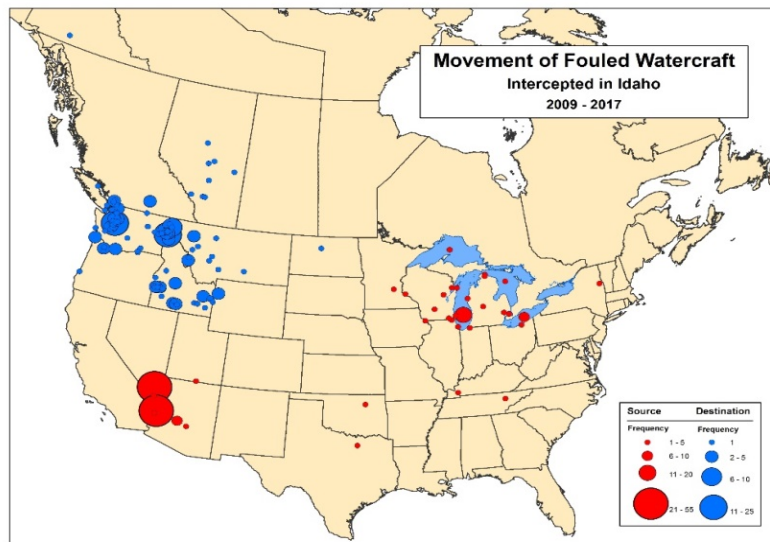 Movement of Fouled Watercraft
Intercepted in Idaho
2009 - 2017
Source Destination
Frequency Frequency
1 - 5 1
6 - 10 2 - 5
11 - 20 6 - 10
21 - 55 11 - 25